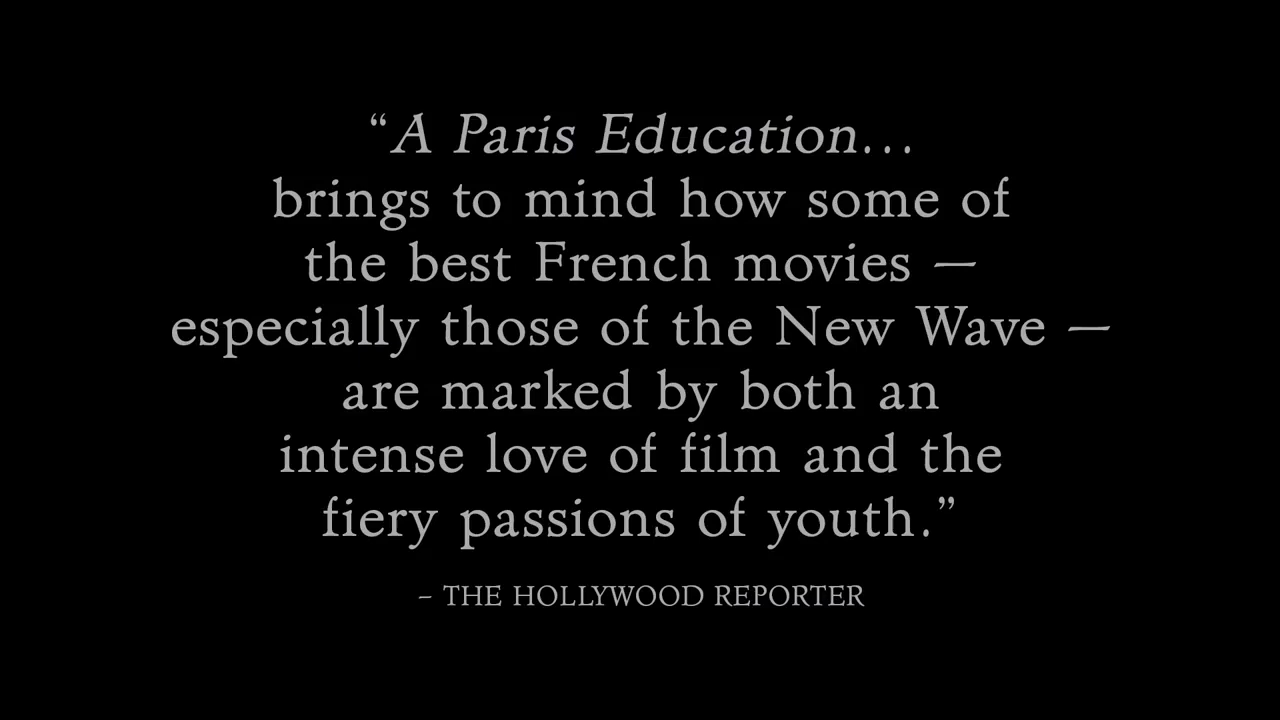 “A Paris Education...
brings to mind how some of
the best French movies —
especially those of the New Wave —
are marked by both an
intense love of film and the
fiery passions of youth.”
– THE HOLLYWOOD REPORTER